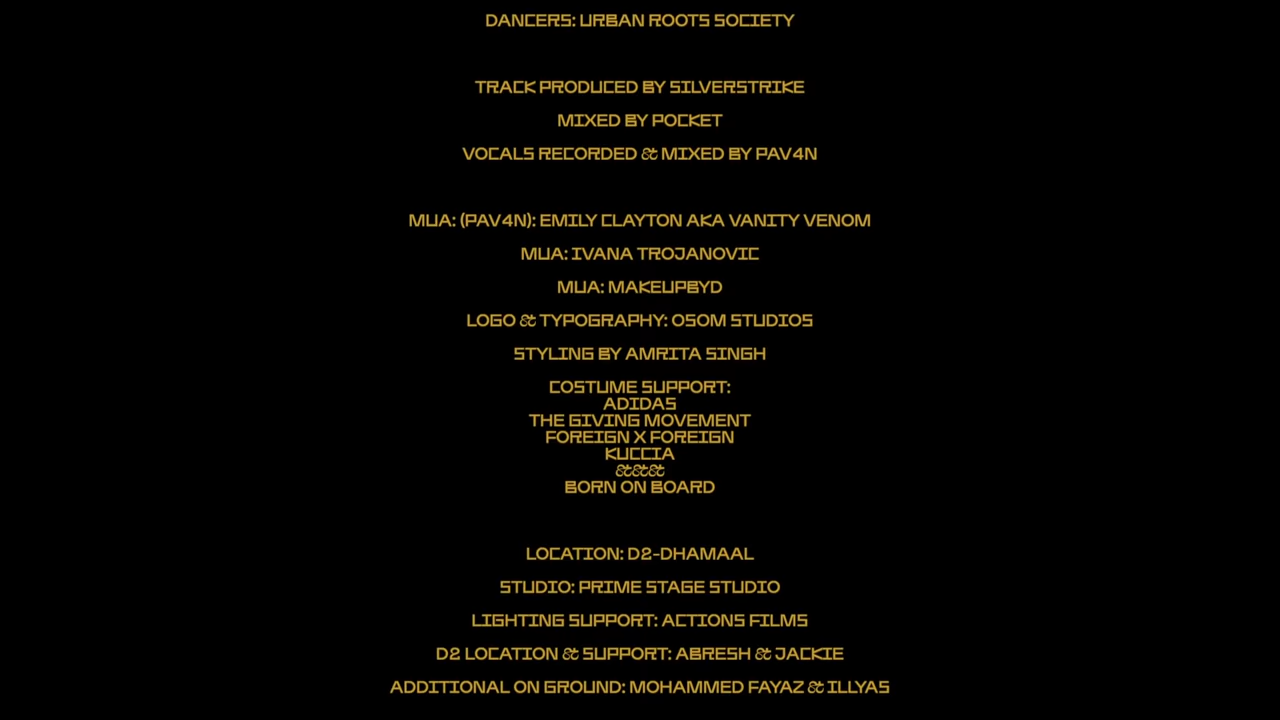 DANCERS: URBAN ROOTS SOCIETY
TRACK PRODUCED BY SILVERSTRIKE
MIXED BY POCKET
VOCALS RECORDED & MIXED BY PAV4N
MUA: (PAV4N): EMILY CLAYTON AKA VANITY VENOM
MUA: IVANA TROJANOVIC
MUA: MAKEUPBYD
LOGO & TYPOGRAPHY: OSOM STUDIOS
STYLING BY AMRITA SINGH
COSTUME SUPPORT:
ADIDAS
THE GIVING MOVEMENT
FOREIGN X FOREIGN
KUCCIA
&&&
BORN ON BOARD
LOCATION: D2-DHAMAAL
STUDIO: PRIME STAGE STUDIO
LIGHTING SUPPORT: ACTIONS FILMS
D2 LOCATION & SUPPORT: ABRESH & JACKIE
ADDITIONAL ON GROUND: MOHAMMED FAYAZ & ILLYAS